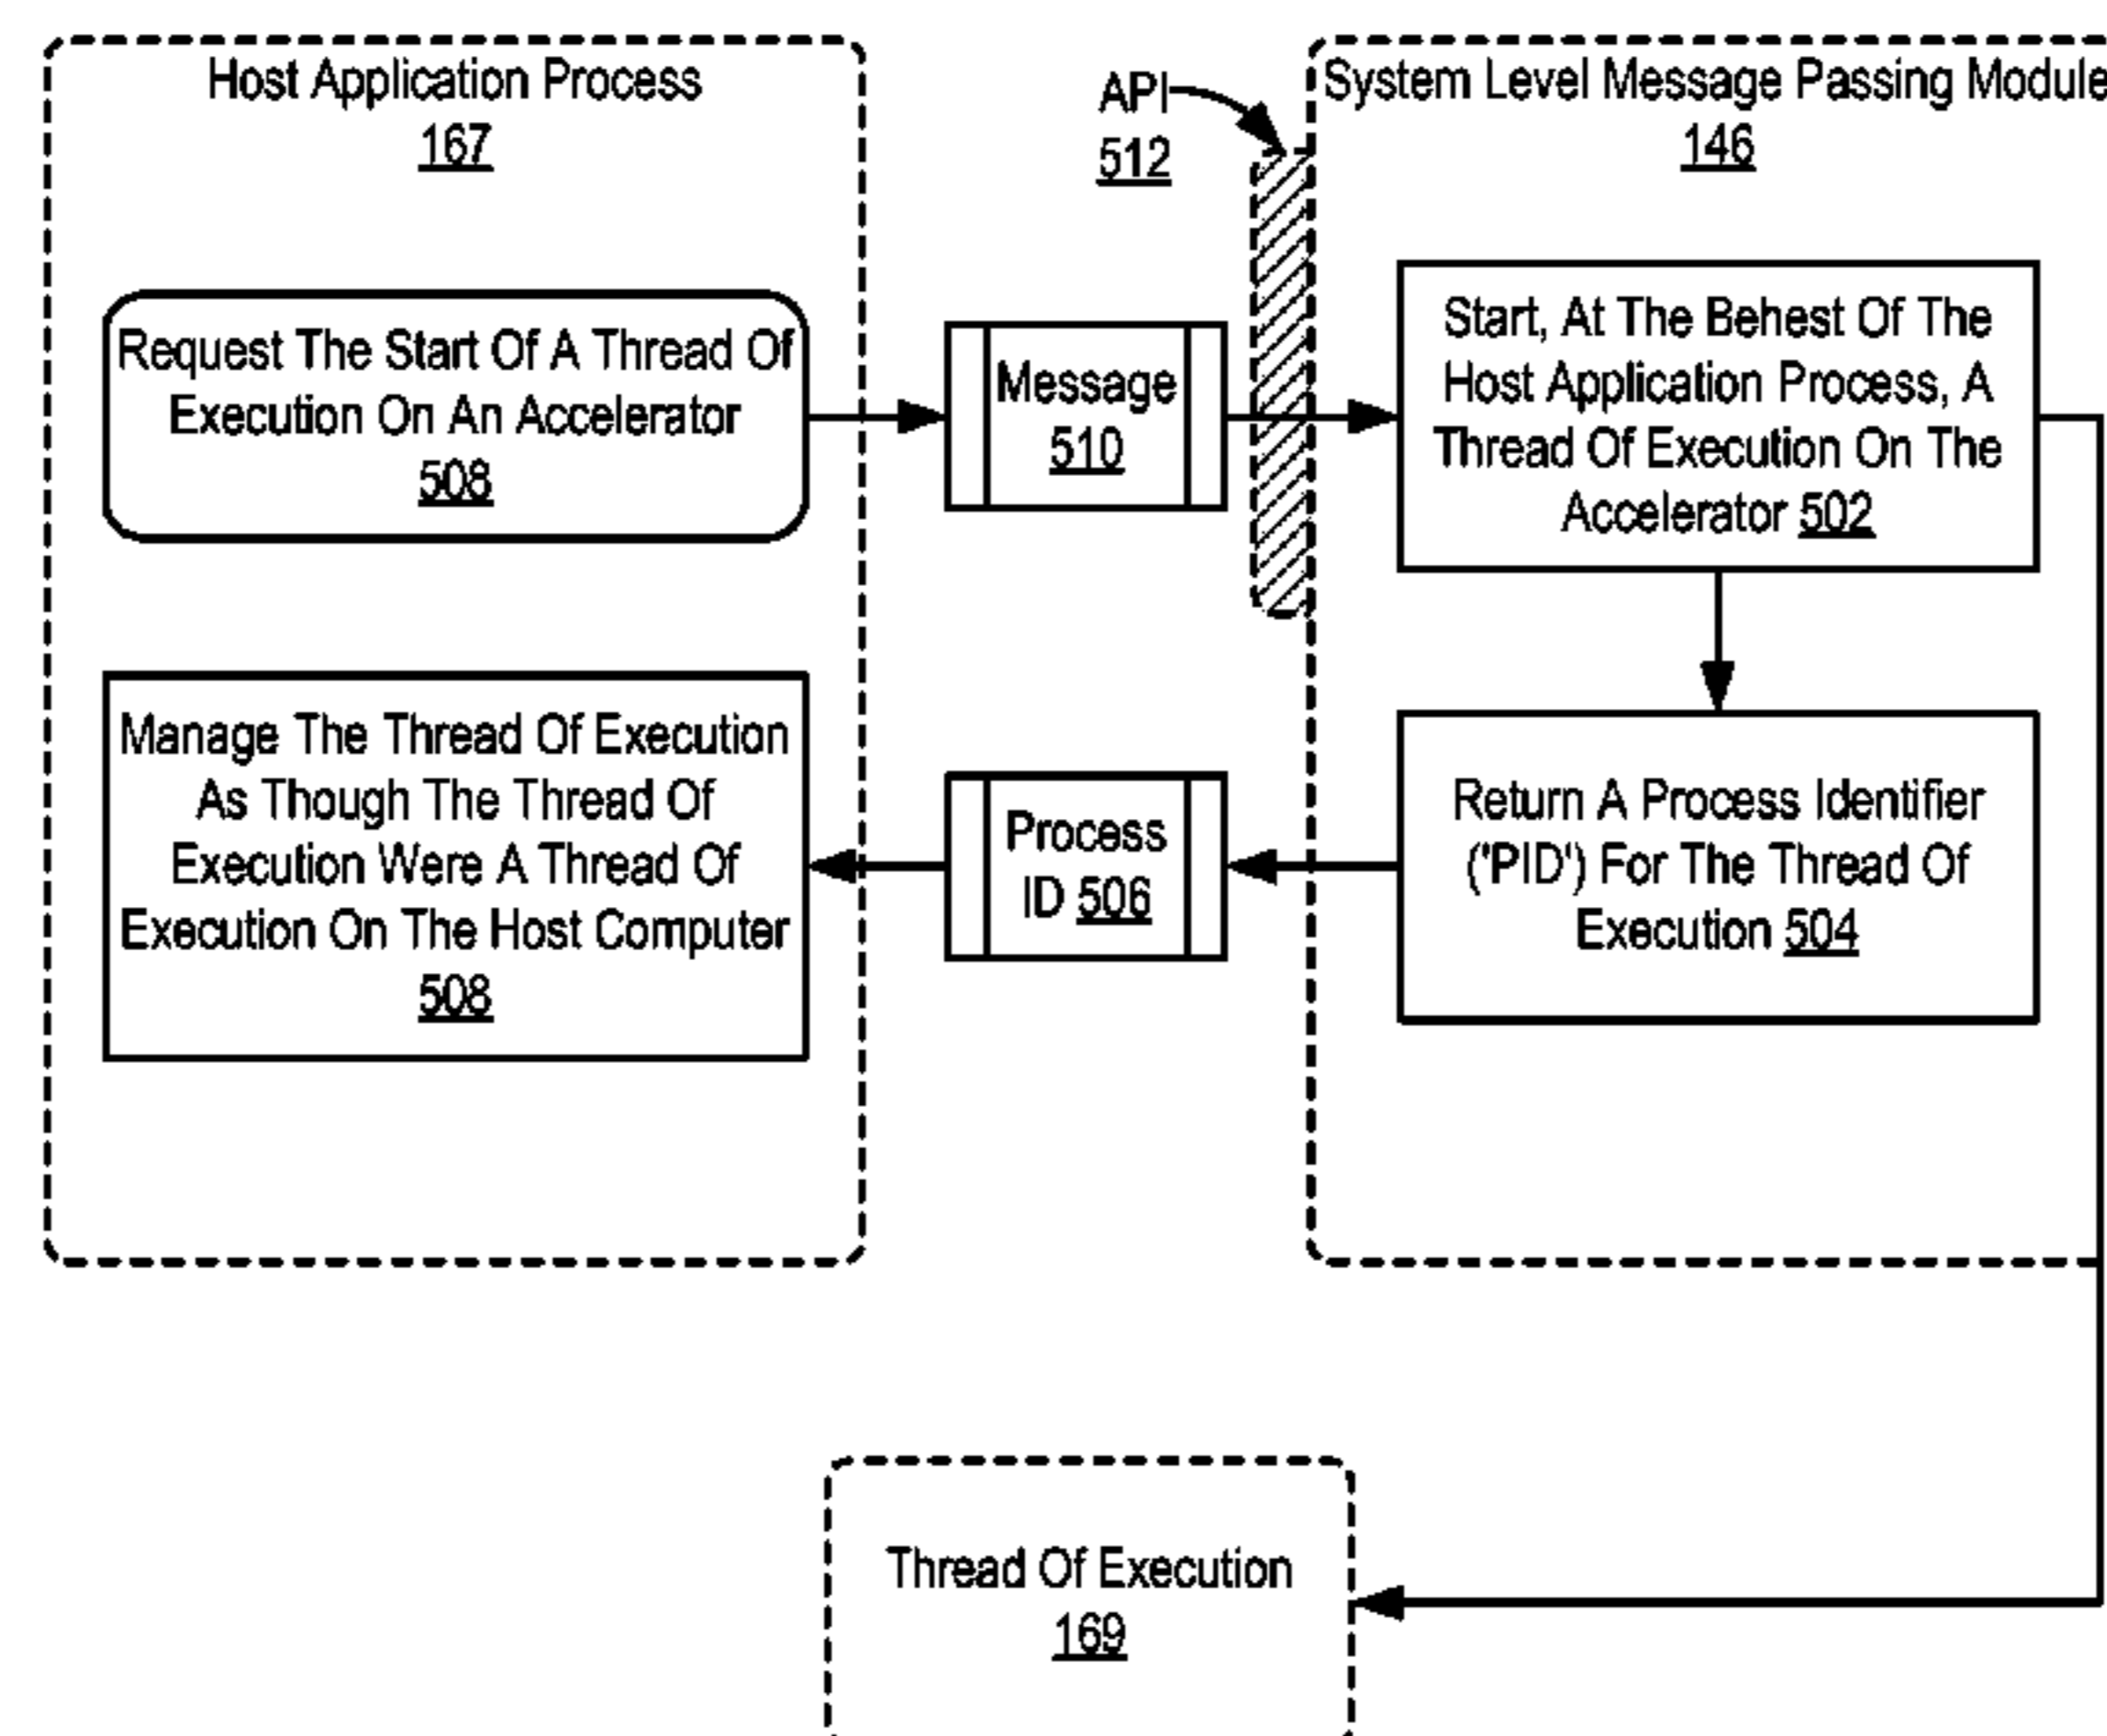 Host Application Process
167
Request The Start Of A Thread Of
Execution On An Accelerator
508
Manage The Thread Of Execution
As Though The Thread Of
Execution Were A Thread Of
Execution On The Host Computer
508
API
512
Message
510
Process
ID 506
System Level Message Passing Module
146
Start, At The Behest Of The
Host Application Process, A
Thread Of Execution On The
Accelerator 502
Return A Process Identifier
('PID') For The Thread Of
Execution 504
Thread Of Execution
169